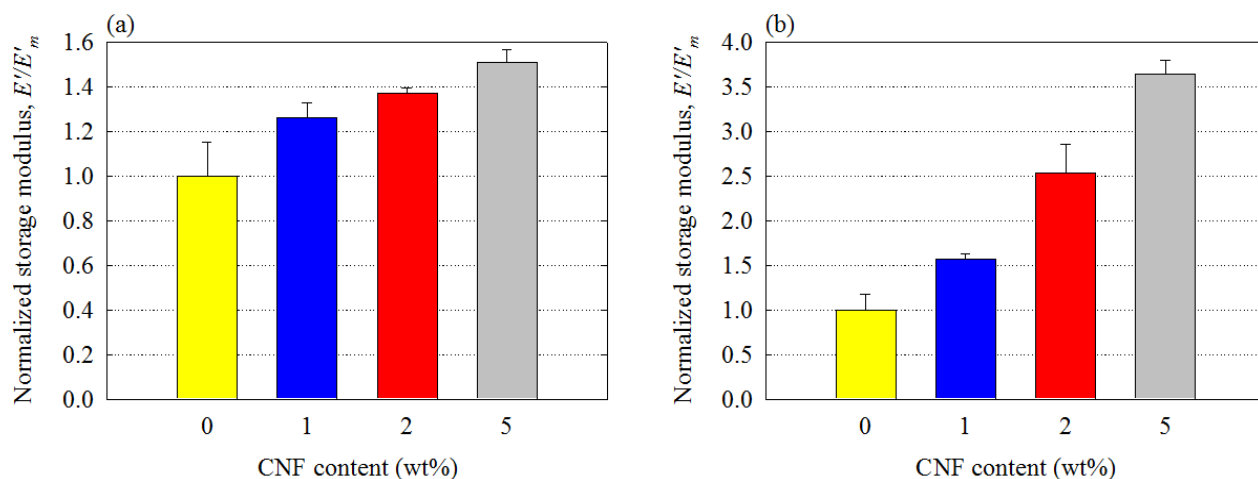 (a)
Normalized storage modulus, E'/E'm
1.6
1.4
1.2
1.0
0.8
0.6
0.4
0.2
0.0
0 1 2 5
CNF content (wt%)
(b)
Normalized storage modulus, E'/E'm
4.0
3.5
3.0
2.5
2.0
1.5
1.0
0.5
0.0
0 1 2 5
CNF content (wt%)